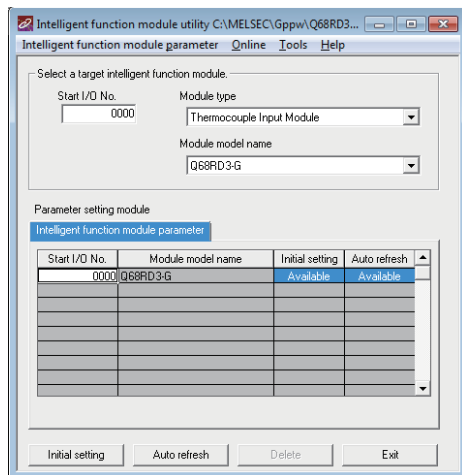 Intelligent function module utility C:\MELSEC\Gppw\Q68RD3...
Intelligent function module parameter Online Tools Help
Select a target intelligent function module.
Start I/O No. Module type
0000 Thermocouple Input Module
Module model name
Q68RD3-G
Parameter setting module
Intelligent function module parameter
Start I/O No. Module model name Initial setting Auto refresh
0000 Q68RD3-G Available Available
Initial setting Auto refresh Delete Exit